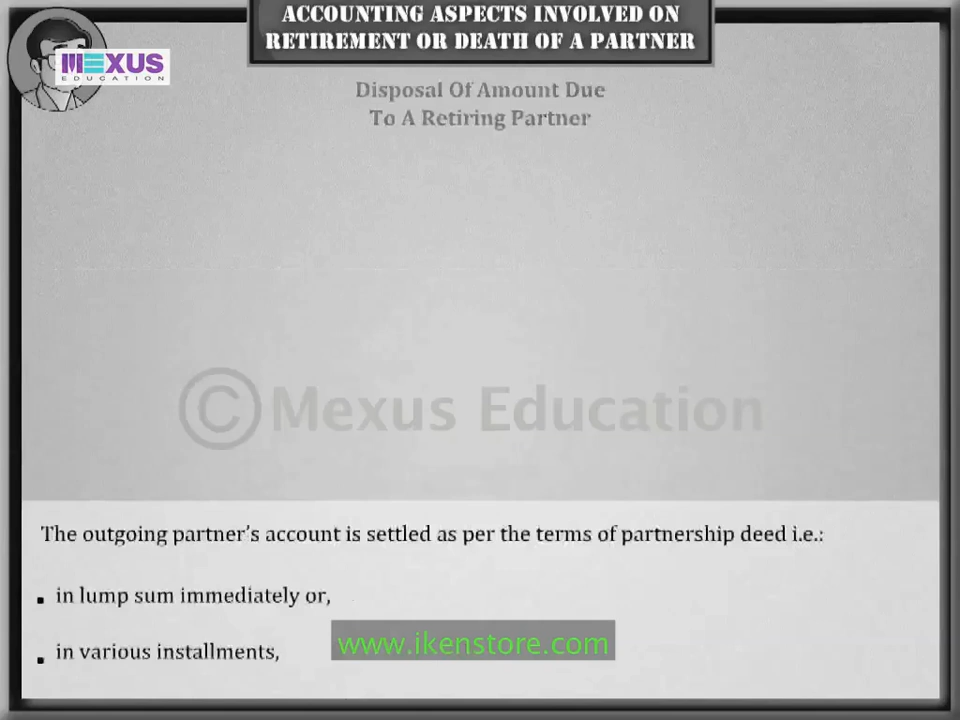 ACCOUNTING ASPECTS INVOLVED ON
RETIREMENT OR DEATH OF A PARTNER
MEXUS
EDUCATION
Disposal Of Amount Due
To A Retiring Partner
© Mexus Education
The outgoing partner's account is settled as per the terms of partnership deed i.e.:
▪ in lump sum immediately or,
▪ in various installments,
www.ikenstore.com